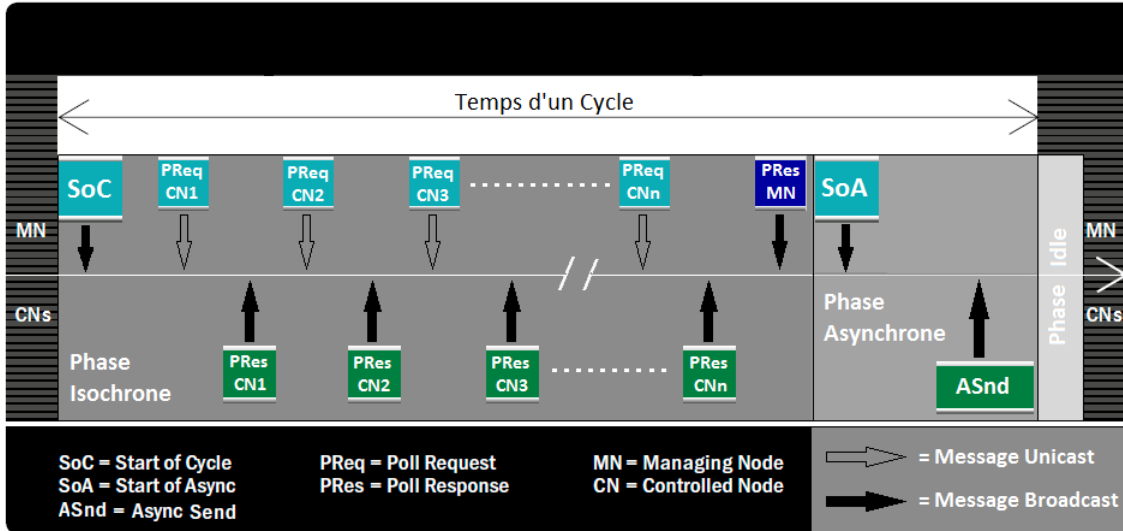 Temps d'un Cycle
SoC
PReq
CN1
PReq
CN2
PReq
CN3
PReq
CNn
PRes
MN
SoA
MN
MN
CNs
CNs
Phase
Isochrone
PRes
CN1
PRes
CN2
PRes
CN3
PRes
CNn
Phase
Asynchrone
ASnd
Phase Idle
SoC = Start of Cycle
SoA = Start of Async
ASnd = Async Send
PReq = Poll Request
PRes = Poll Response
MN = Managing Node
CN = Controlled Node
= Message Unicast
= Message Broadcast